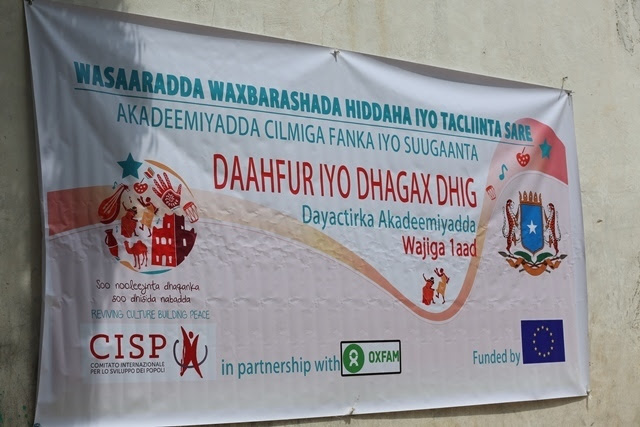 WASAARADDA WAXBARASHADA HIDDAHA IYO TACLIINTA SARE
AKADEEMIYADDA CILMIGA FANKA IYO SUUGAANTA
DAAHFUR IYO DHAGAX DHIG
Dayactirka Akadeemiyadda
Wajiga 1aad
Soo nooleeynta dhaqanka
soo dhisida nabadda
REVIVING CULTURE BUILDING PEACE
CISP
COMITATO INTERNAZIONALE
PER LO SVILUPPO DEI POPOLI
in partnership with
OXFAM
Funded by